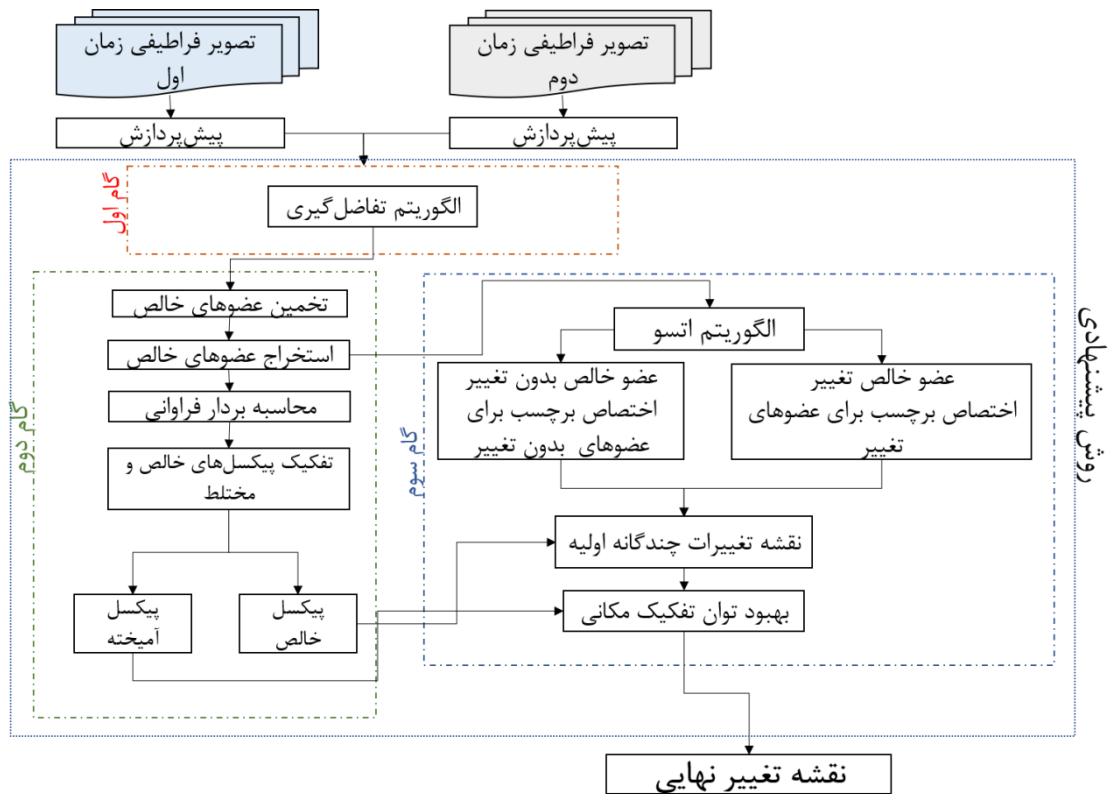 تصویر فراطیفی زمان
اول
تصویر فراطیفی زمان
دوم
پیش‌پردازش
پیش‌پردازش
گام اول
الگوریتم تفاضل‌گیری
گام دوم
تخمین عضوهای خالص
استخراج عضوهای خالص
محاسبه بردار فراوانی
تفکیک پیکسل‌های خالص و
مختلط
پیکسل
آمیخته
پیکسل
خالص
گام سوم
الگوریتم اتسو
عضو خالص بدون تغییر
اختصاص برچسب برای
عضوهای بدون تغییر
عضو خالص تغییر
اختصاص برچسب برای عضوهای
تغییر
نقشه تغییرات چندگانه اولیه
بهبود توان تفکیک مکانی
روش پیشنهادی
نقشه تغییر نهایی